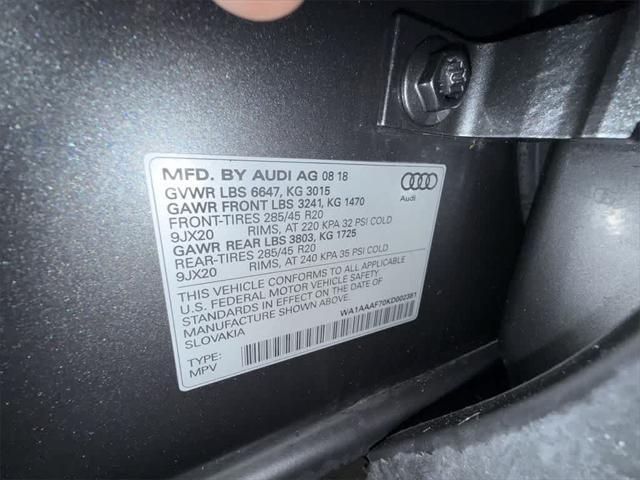 MFD. BY AUDI AG 08 18
GVWR LBS 6647, KG 3015
GAWR FRONT LBS 3241, KG 1470
FRONT-TIRES 285/45 R20
9JX20 RIMS, AT 220 KPA 32 PSI COLD
GAWR REAR LBS 3803, KG 1725
REAR-TIRES 285/45 R20
9JX20 RIMS, AT 240 KPA 35 PSI COLD
THIS VEHICLE CONFORMS TO ALL APPLICABLE
U.S. FEDERAL MOTOR VEHICLE SAFETY
STANDARDS IN EFFECT ON THE DATE OF
MANUFACTURE SHOWN ABOVE.
SLOVAKIA
WA1AAAF70KD002381
TYPE:
MPV
Audi